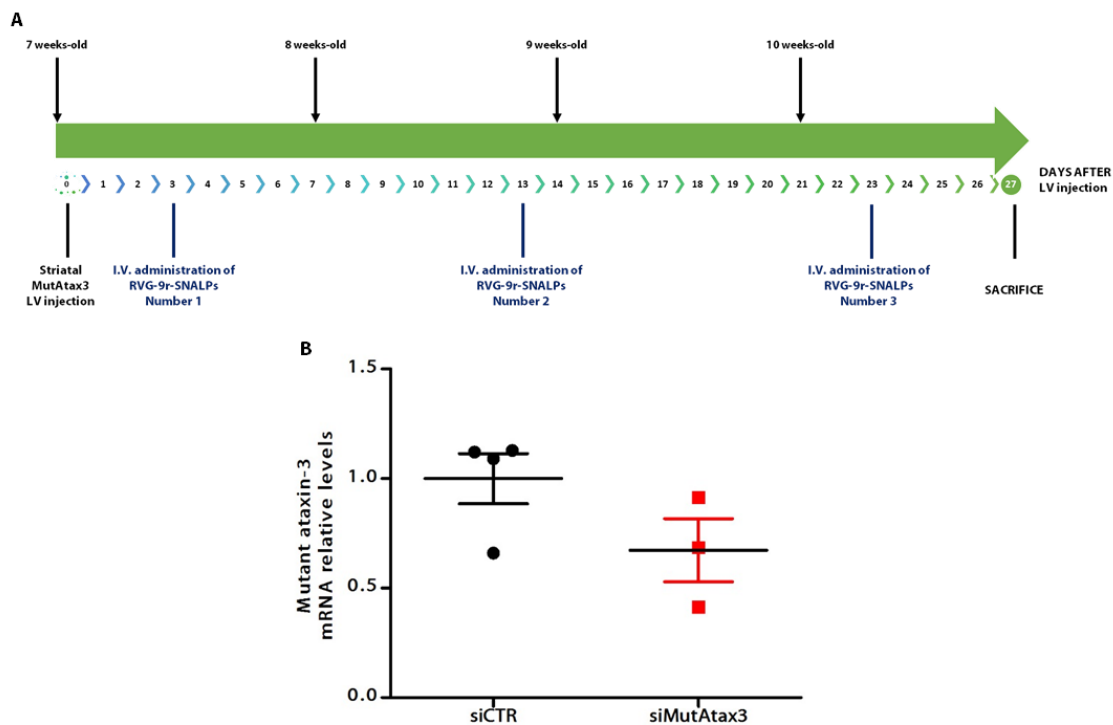 A
7 weeks-old
8 weeks-old
9 weeks-old
10 weeks-old
0 1 2 3 4 5 6 7 8 9 10 11 12 13 14 15 16 17 18 19 20 21 22 23 24 25 26 27
DAYS AFTER
LV injection
Striatal
MutAtax3
LV injection
I.V. administration of
RVG-9r-SNALPs
Number 1
I.V. administration of
RVG-9r-SNALPs
Number 2
I.V. administration of
RVG-9r-SNALPs
Number 3
SACRIFICE
B
Mutant ataxin-3
mRNA relative levels
1.5
1.0
0.5
0.0
siCTR
siMutAtax3